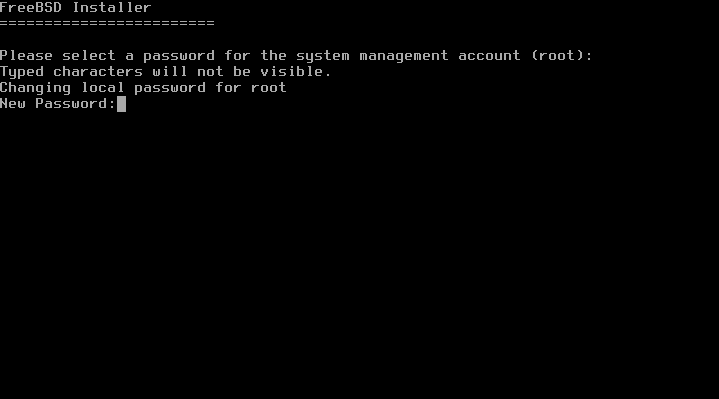 FreeBSD Installer
========================
Please select a password for the system management account (root):
Typed characters will not be visible.
Changing local password for root
New Password: